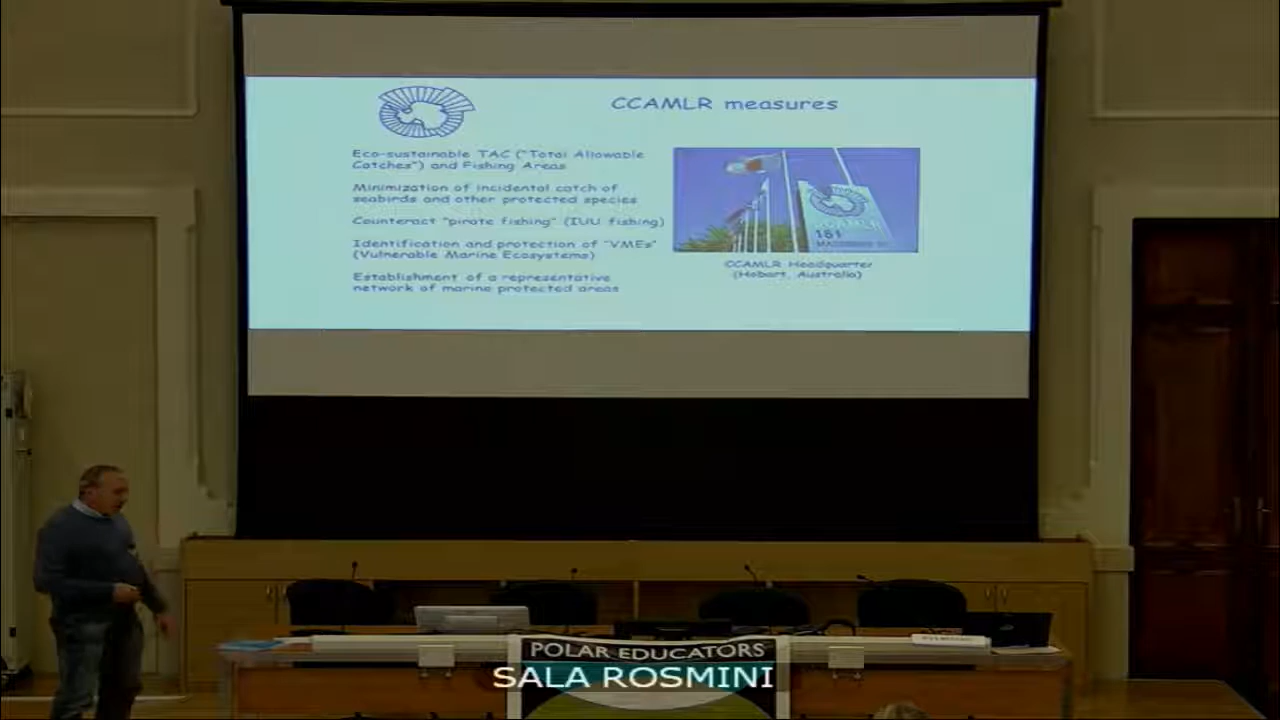 CCAMLR measures
Eco-sustainable TAC ("Total Allowable
Catches") and Fishing Areas
Minimization of incidental catch of
seabirds and other protected species
Counteract "pirate fishing" (IUU fishing)
Identification and protection of "VMEs"
(Vulnerable Marine Ecosystems)
Establishment of a representative
network of marine protected areas
CCAMLR
181
CCAMLR Headquarter
(Hobart, Australia)
POLAR EDUCATORS
SALA ROSMINI